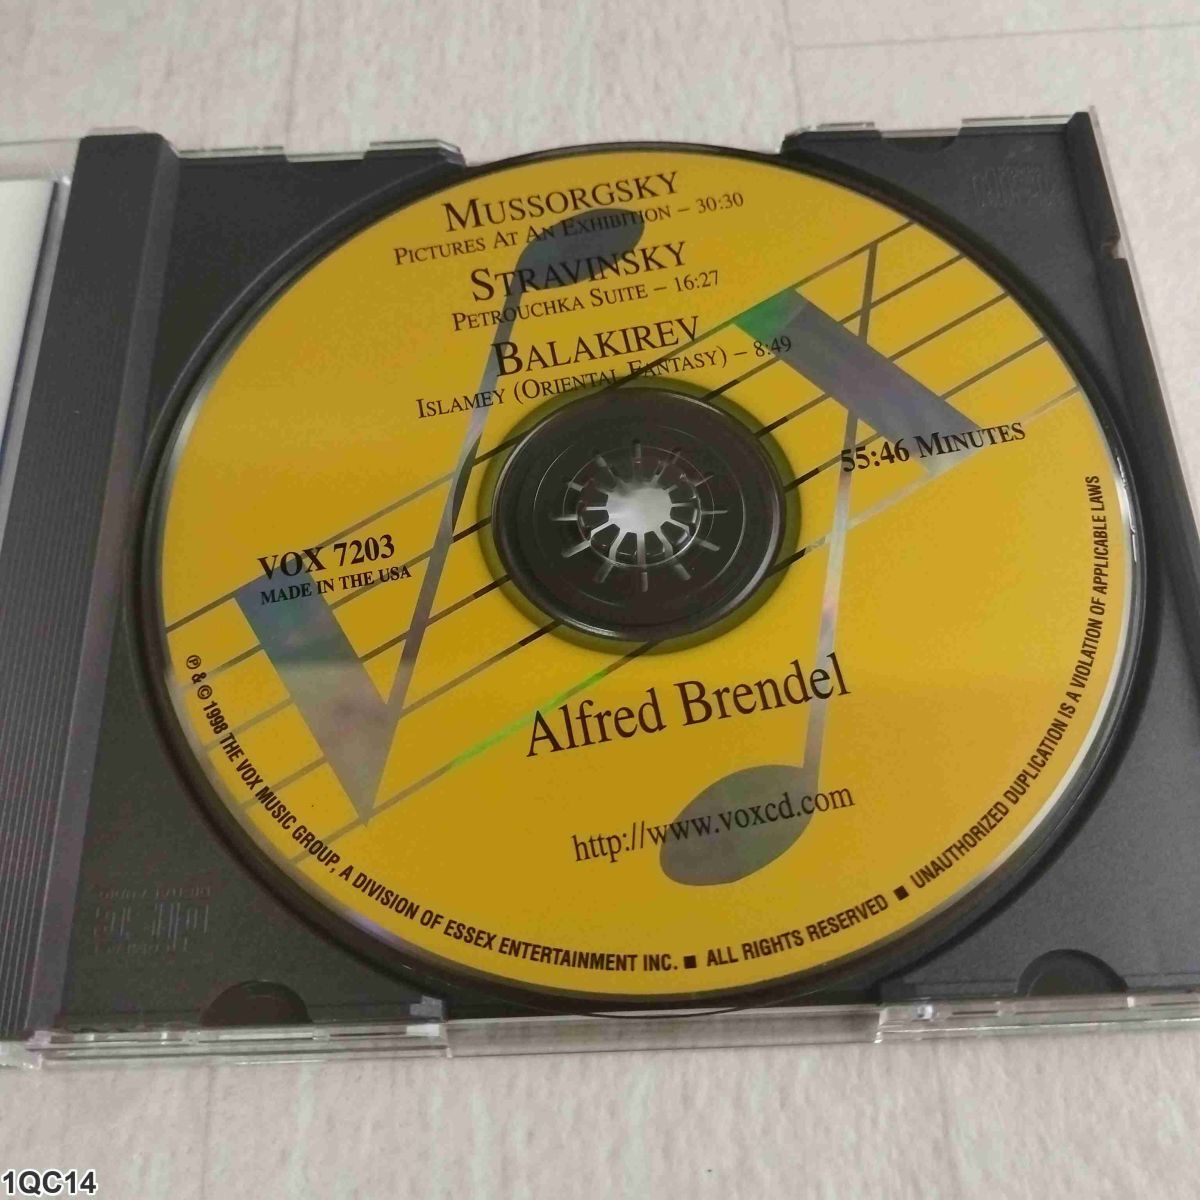 MUSSORGSKY
PICTURES AT AN EXHIBITION – 30:30
STRAVINSKY
PETROUCHKA SUITE – 16:27
BALAKIREV
ISLAMEY (ORIENTAL FANTASY) – 8:49
55:46 MINUTES
VOX 7203
MADE IN THE USA
Alfred Brendel
http://www.voxcd.com
℗ & © 1998 THE VOX MUSIC GROUP, A DIVISION OF ESSEX ENTERTAINMENT INC. ■ ALL RIGHTS RESERVED ■ UNAUTHORIZED DUPLICATION IS A VIOLATION OF APPLICABLE LAWS
1QC14